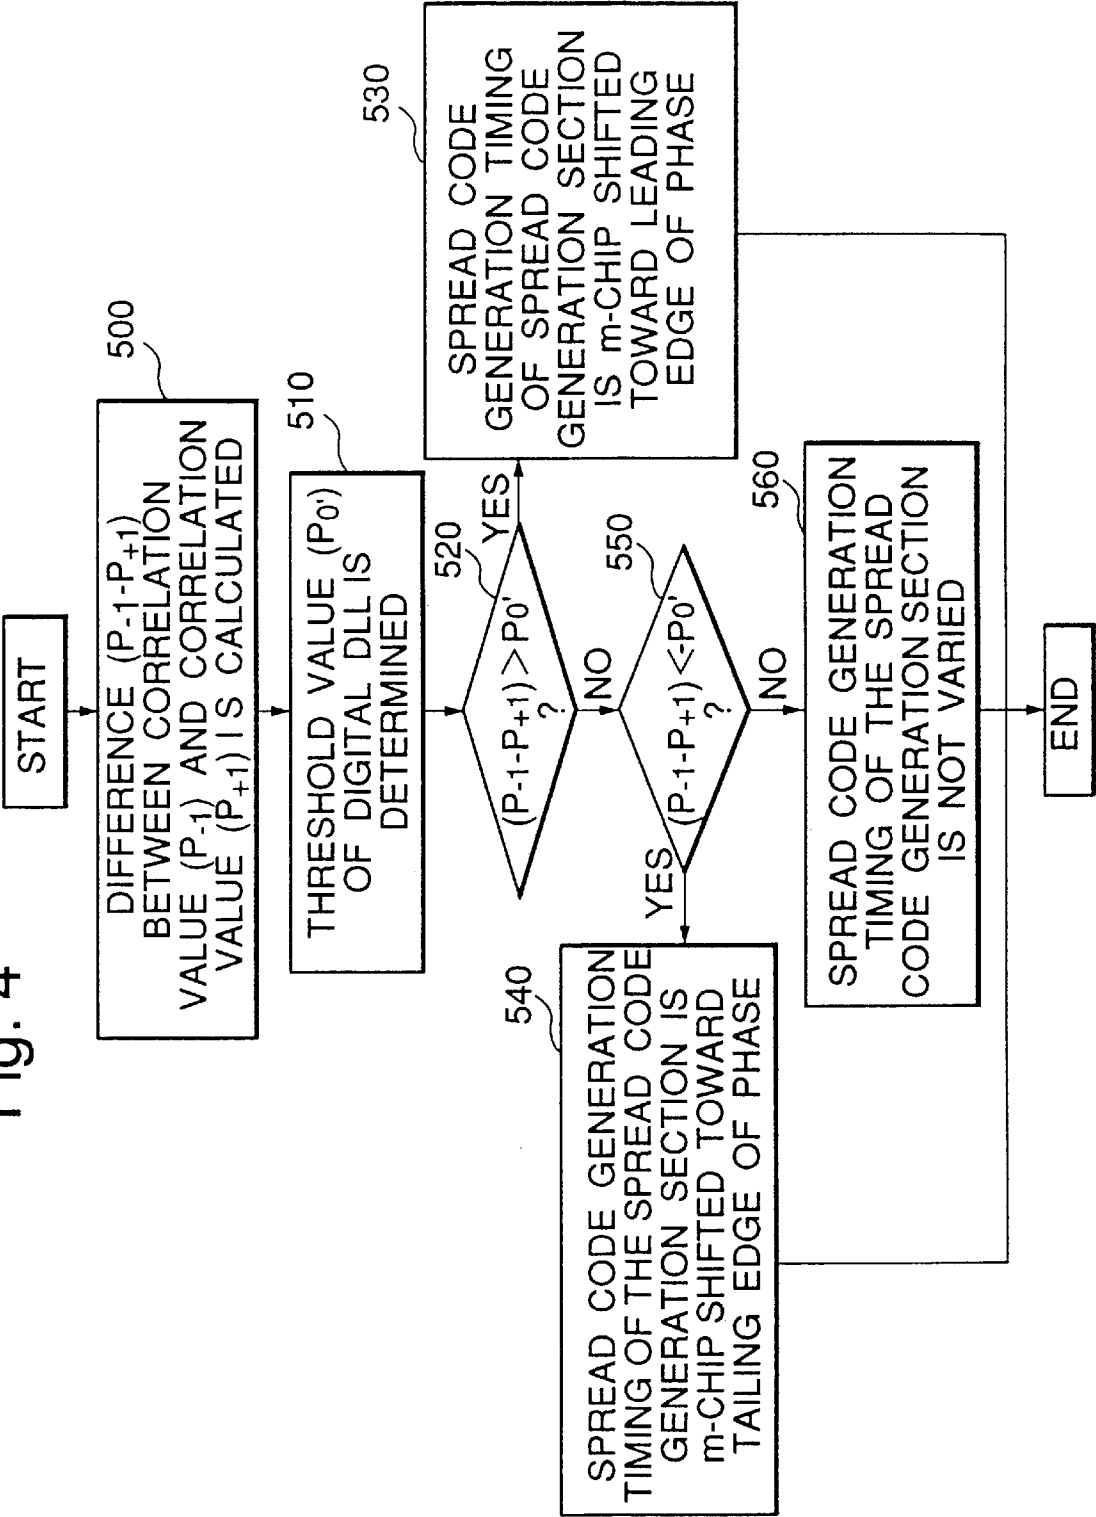 Fig. 4
START
500
DIFFERENCE (P-1-P+1)
BETWEEN CORRELATION
VALUE (P-1) AND CORRELATION
VALUE (P+1) IS CALCULATED
510
THRESHOLD VALUE (P0')
OF DIGITAL DLL IS
DETERMINED
520
(P-1-P+1) > P0'
?
YES
NO
530
SPREAD CODE
GENERATION TIMING
OF SPREAD CODE
GENERATION SECTION
IS m-CHIP SHIFTED
TOWARD LEADING
EDGE OF PHASE
550
(P-1-P+1) <-P0'
?
YES
NO
540
SPREAD CODE GENERATION
TIMING OF THE SPREAD CODE
GENERATION SECTION IS
m-CHIP SHIFTED TOWARD
TAILING EDGE OF PHASE
560
SPREAD CODE GENERATION
TIMING OF THE SPREAD
CODE GENERATION SECTION
IS NOT VARIED
END